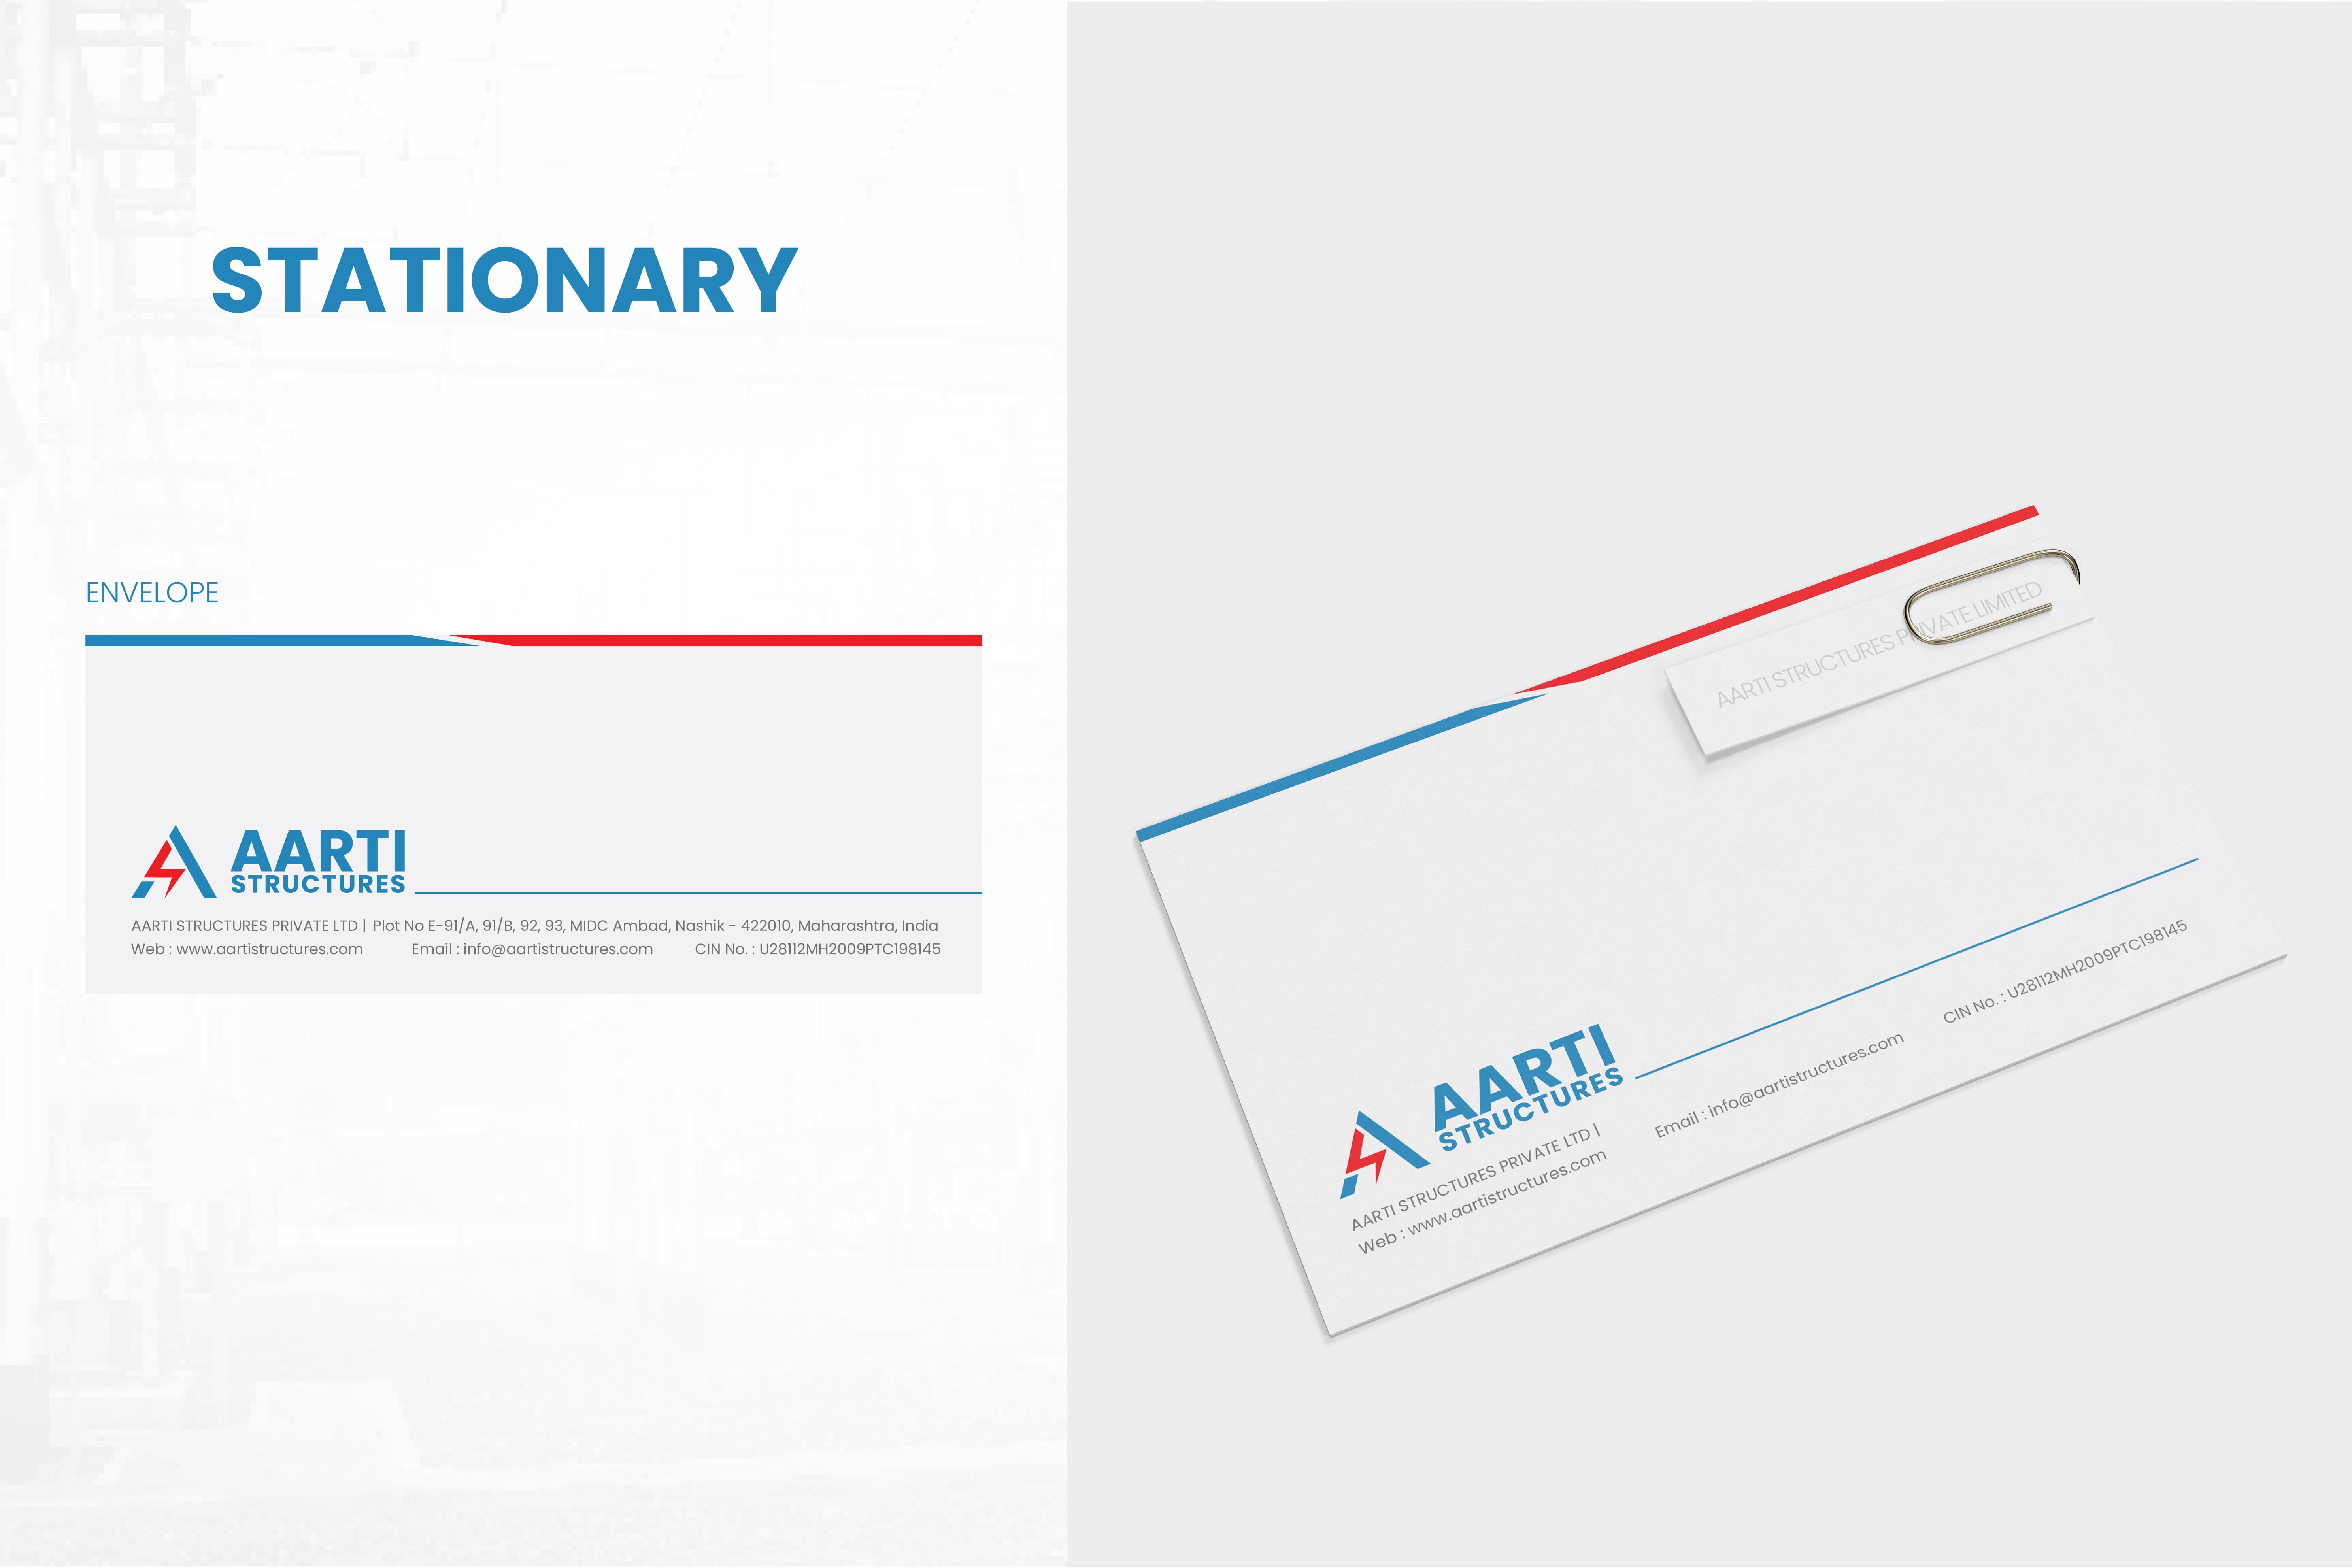 STATIONARY
ENVELOPE
AARTI
STRUCTURES
AARTI STRUCTURES PRIVATE LTD | Plot No E-91/A, 91/B, 92, 93, MIDC Ambad, Nashik - 422010, Maharashtra, India
Web : www.aartistructures.com Email : info@aartistructures.com CIN No. : U28112MH2009PTC198145
AARTI STRUCTURES PRIVATE LIMITED
AARTI
STRUCTURES
AARTI STRUCTURES PRIVATE LTD |
Web : www.aartistructures.com Email : info@aartistructures.com CIN No. : U28112MH2009PTC198145